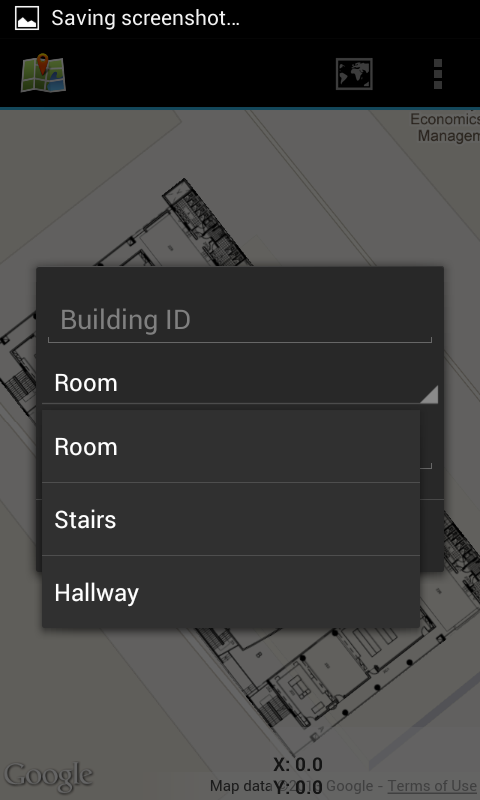 Saving screenshot...
Economics
Managem
Building ID
Room
Room
Stairs
Hallway
Google
X: 0.0
Map data Google - Terms of Use
Y: 0.0